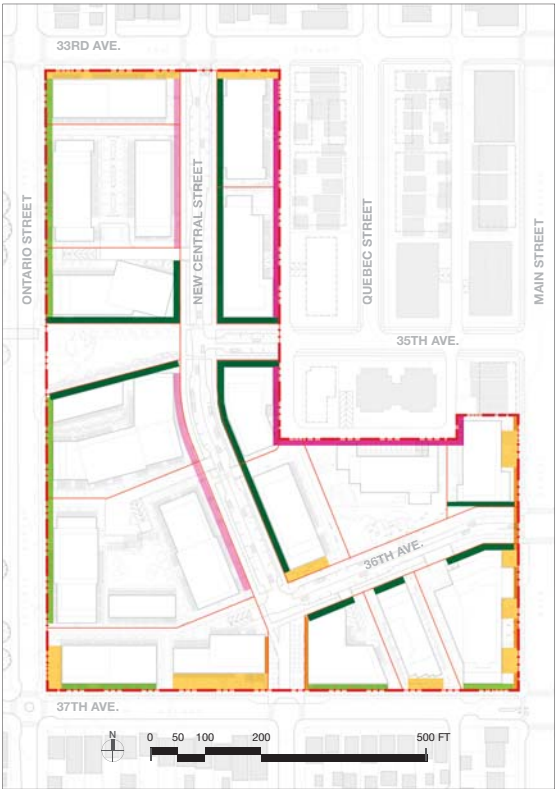 33RD AVE.
ONTARIO STREET
NEW CENTRAL STREET
QUEBEC STREET
MAIN STREET
35TH AVE.
36TH AVE.
37TH AVE.
N
0 50 100 200 500 FT